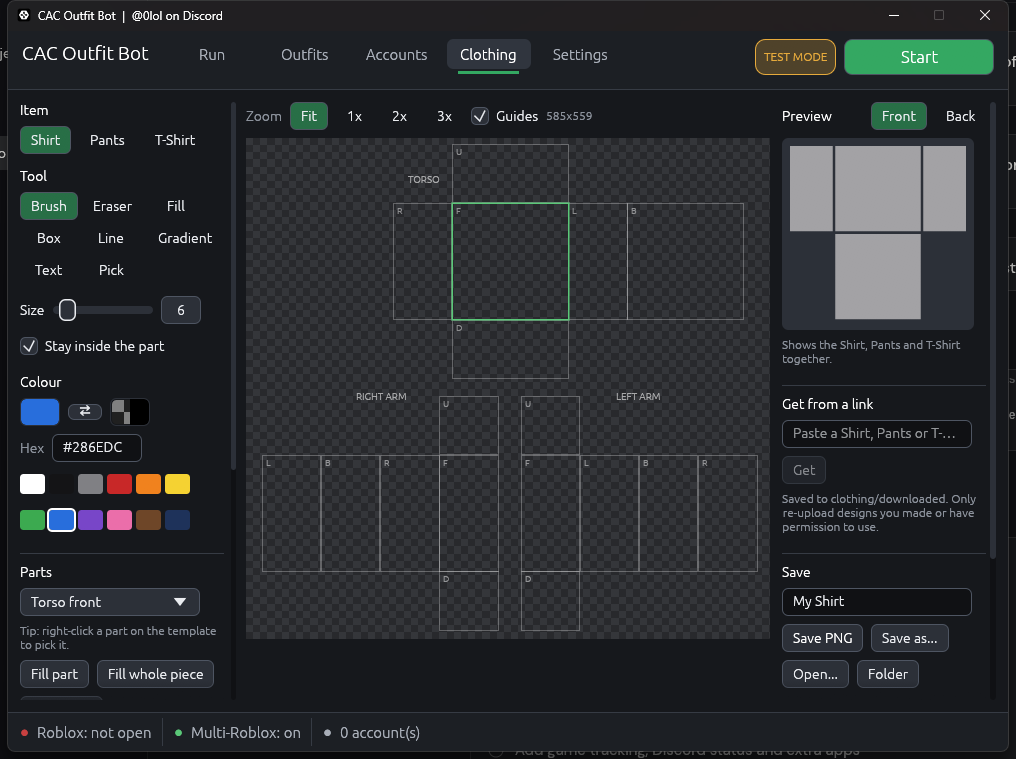 CAC Outfit Bot | @0lol on Discord
CAC Outfit Bot
Run
Outfits
Accounts
Clothing
Settings
TEST MODE
Start
Item
Shirt
Pants
T-Shirt
Tool
Brush
Eraser
Fill
Box
Line
Gradient
Text
Pick
Size
6
Stay inside the part
Colour
Hex
#286EDC
Parts
Torso front
Tip: right-click a part on the template
to pick it.
Fill part
Fill whole piece
Zoom
Fit
1x
2x
3x
Guides
585x559
U
TORSO
R
F
L
B
D
RIGHT ARM
LEFT ARM
U
U
L
B
R
F
F
L
B
R
D
D
Preview
Front
Back
Shows the Shirt, Pants and T-Shirt
together.
Get from a link
Paste a Shirt, Pants or T-...
Get
Saved to clothing/downloaded. Only
re-upload designs you made or have
permission to use.
Save
My Shirt
Save PNG
Save as...
Open...
Folder
Roblox: not open
Multi-Roblox: on
0 account(s)
Add game tracking, Discord status and extra apps